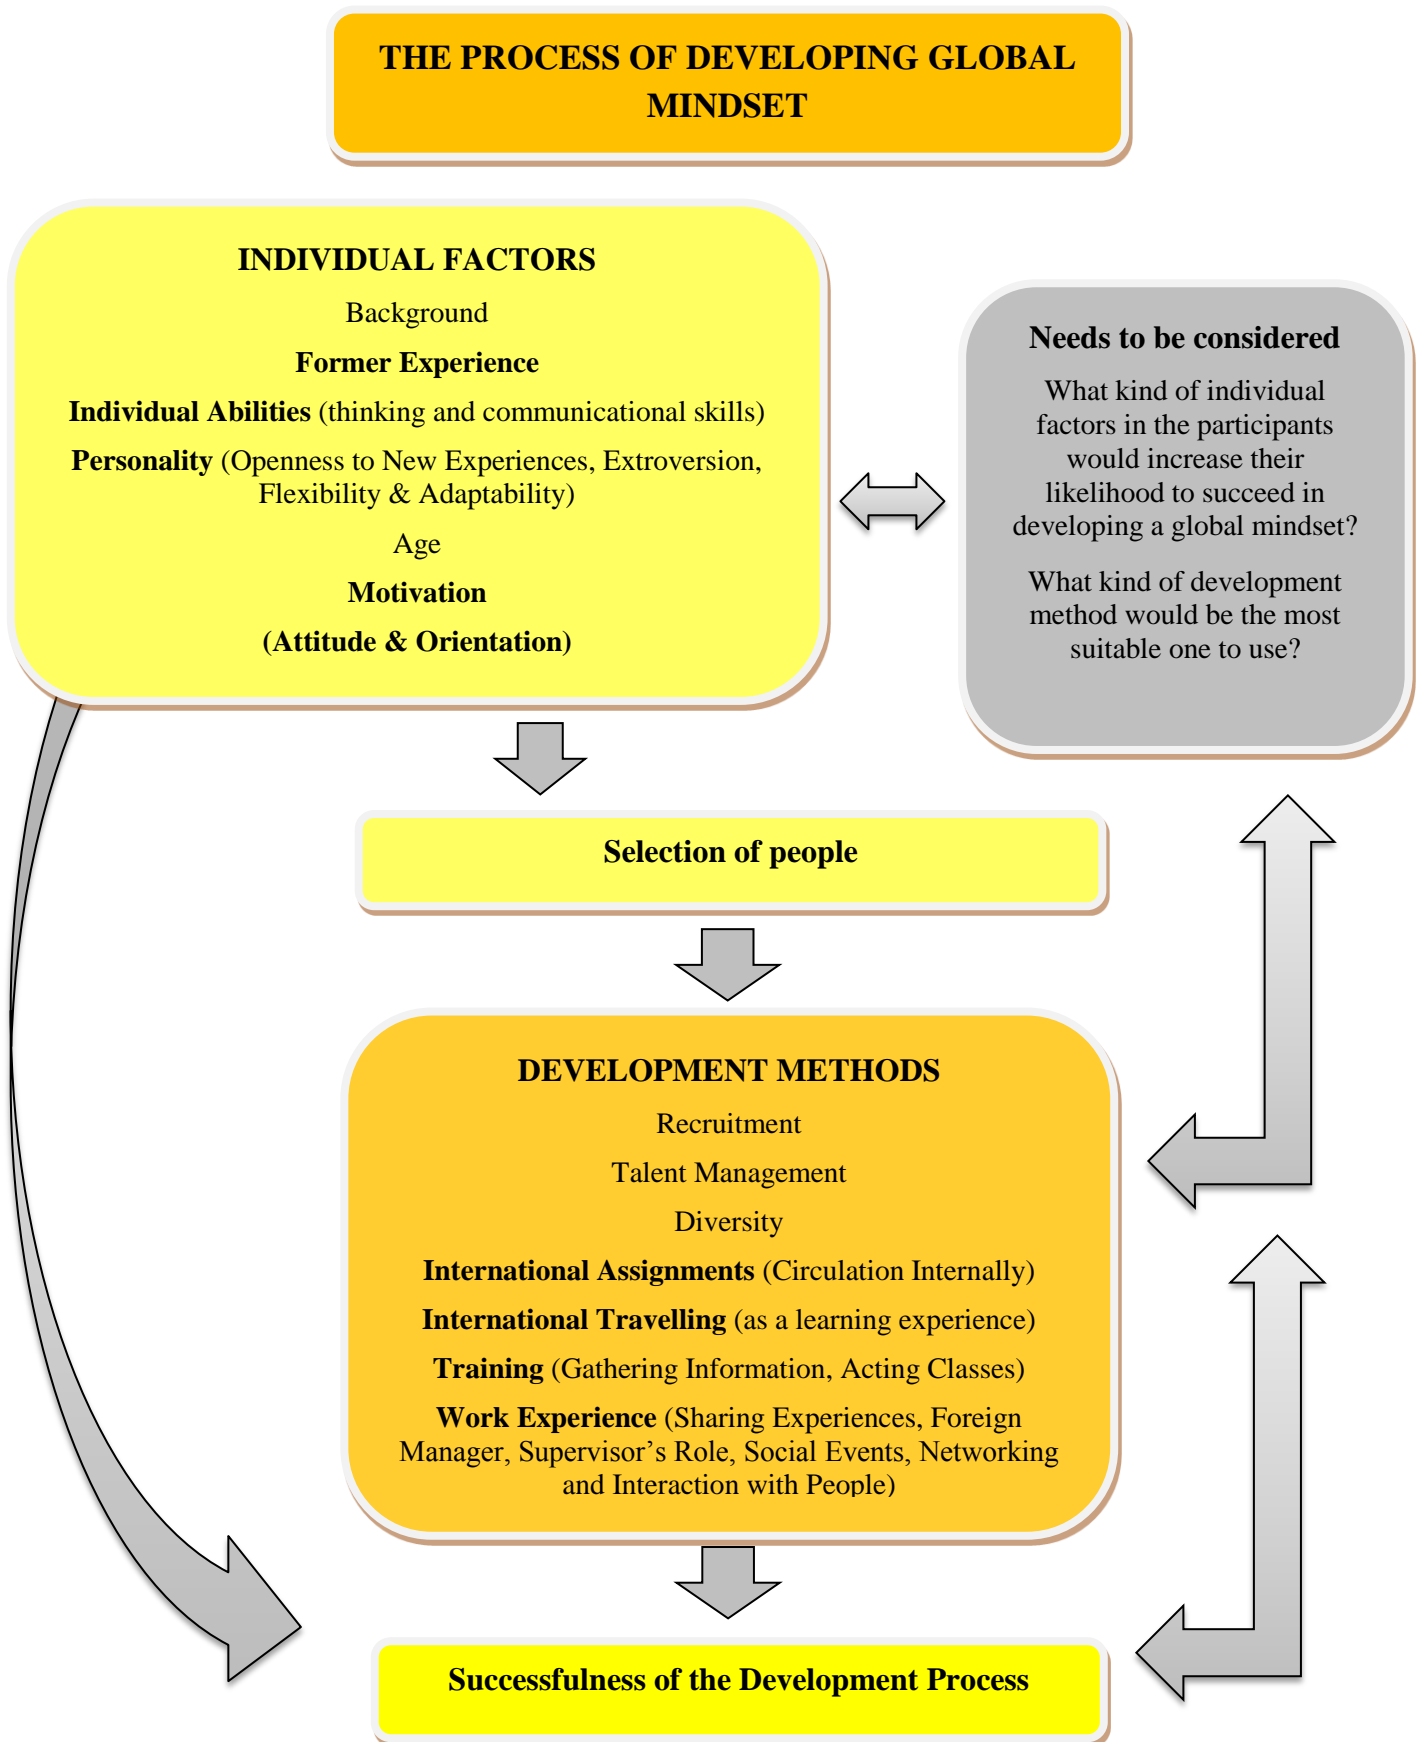 THE PROCESS OF DEVELOPING GLOBAL
MINDSET
INDIVIDUAL FACTORS
Background
Former Experience
Individual Abilities (thinking and communicational skills)
Personality (Openness to New Experiences, Extroversion,
Flexibility & Adaptability)
Age
Motivation
(Attitude & Orientation)
Needs to be considered
What kind of individual
factors in the participants
would increase their
likelihood to succeed in
developing a global mindset?
What kind of development
method would be the most
suitable one to use?
Selection of people
DEVELOPMENT METHODS
Recruitment
Talent Management
Diversity
International Assignments (Circulation Internally)
International Travelling (as a learning experience)
Training (Gathering Information, Acting Classes)
Work Experience (Sharing Experiences, Foreign
Manager, Supervisor’s Role, Social Events, Networking
and Interaction with People)
Successfulness of the Development Process